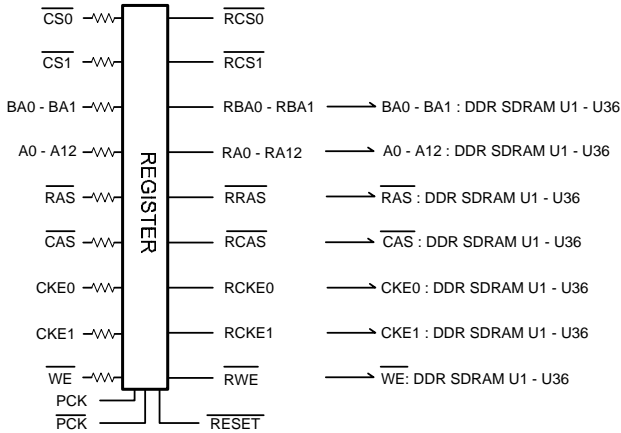 CS0 RCS0
CS1 RCS1
BA0 - BA1 RBA0 - RBA1 BA0 - BA1 : DDR SDRAM U1 - U36
A0 - A12 RA0 - RA12 A0 - A12 : DDR SDRAM U1 - U36
REGISTER
RAS RRAS RAS : DDR SDRAM U1 - U36
CAS RCAS CAS : DDR SDRAM U1 - U36
CKE0 RCKE0 CKE0 : DDR SDRAM U1 - U36
CKE1 RCKE1 CKE1 : DDR SDRAM U1 - U36
WE RWE WE: DDR SDRAM U1 - U36
PCK
PCK RESET